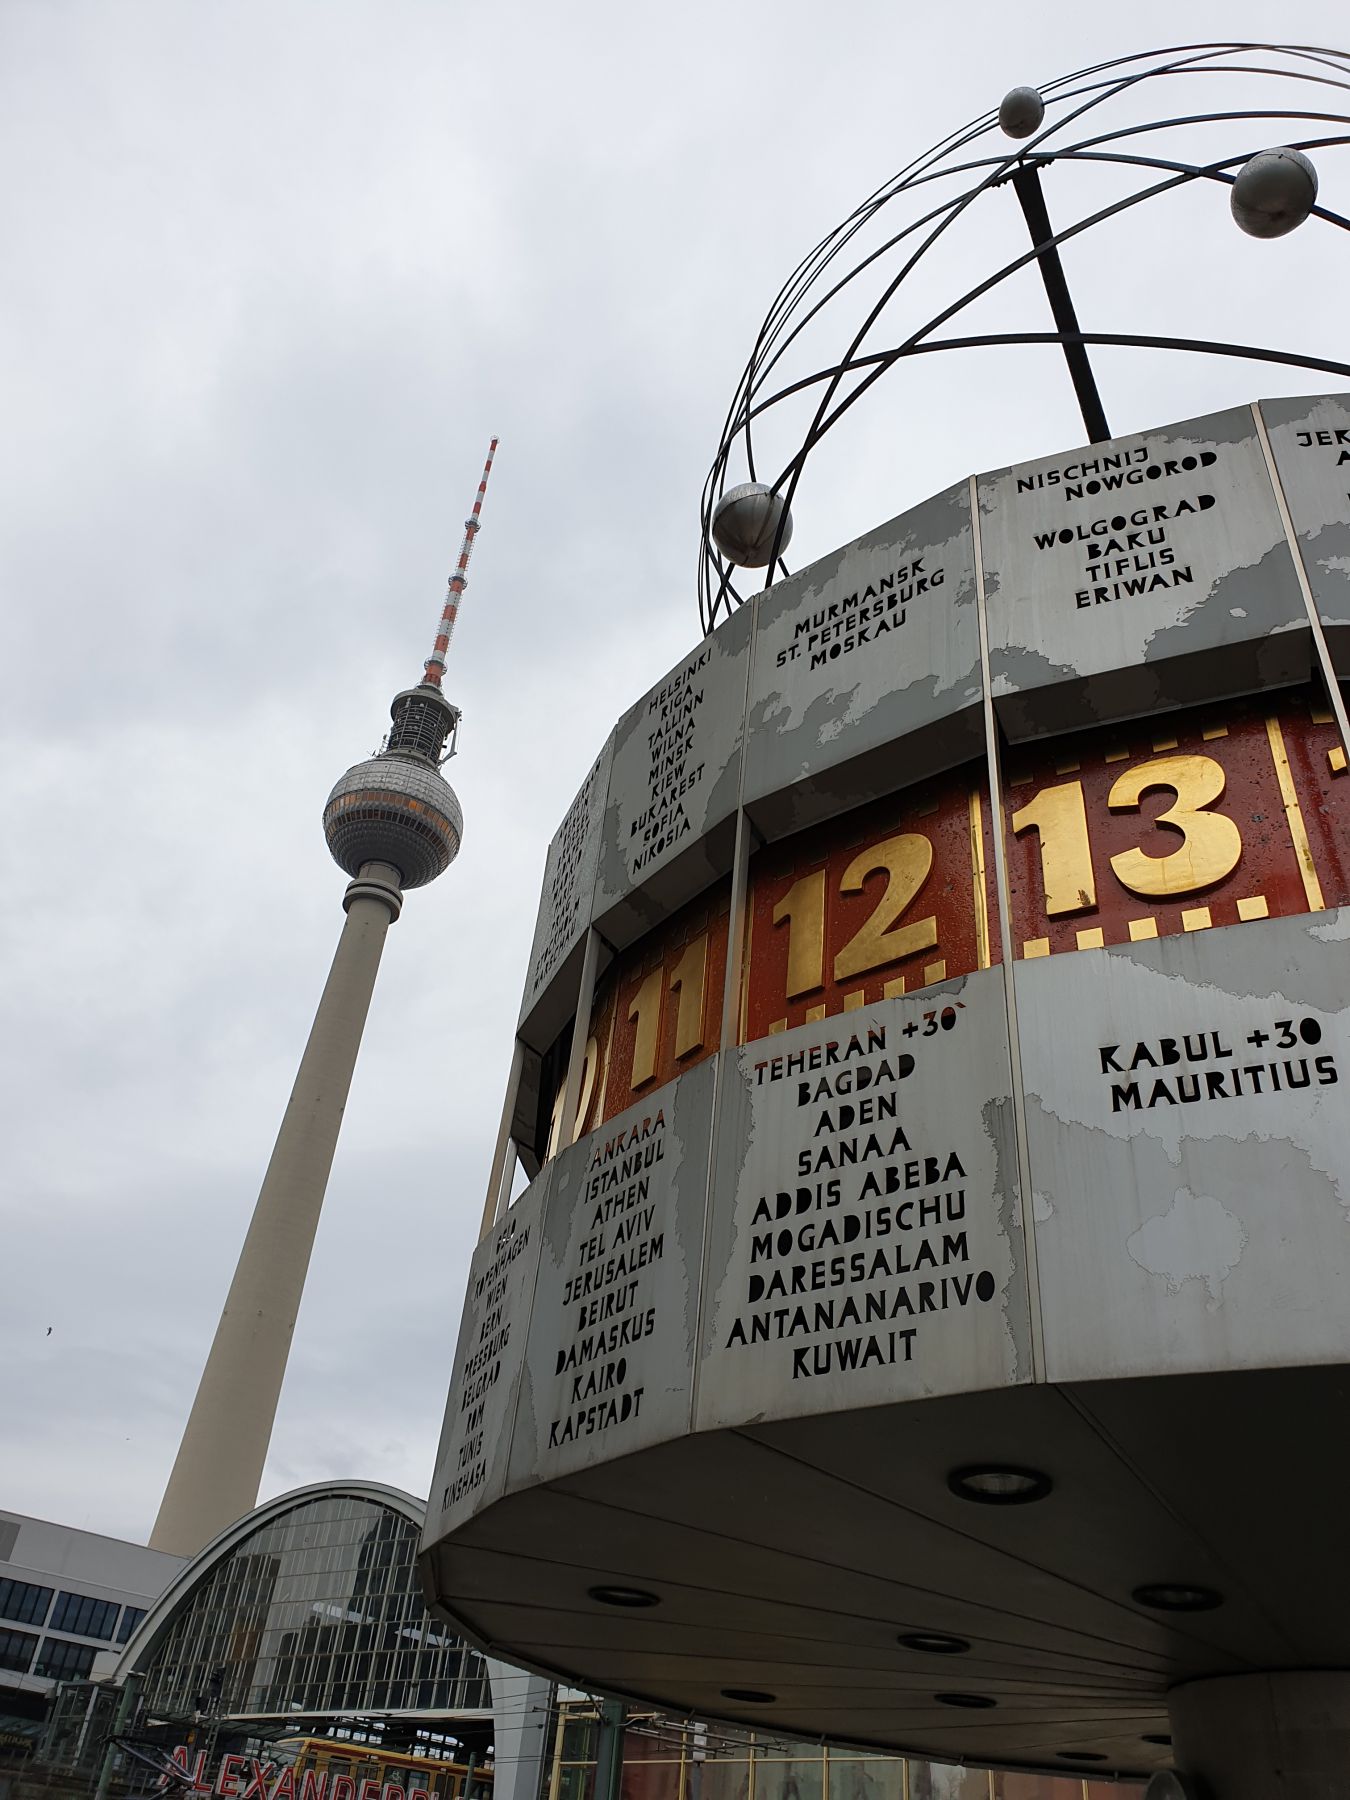 NISCHNIJ
NOWGOROD
WOLGOGRAD
BAKU
TIFLIS
ERIWAN
MURMANSK
ST. PETERSBURG
MOSKAU
HELSINKI
RIGA
TALLINN
WILNA
MINSK
KIEW
BUKAREST
SOFIA
NIKOSIA
11
12
13
OSLO
KOPENHAGEN
WIEN
BERN
PRESSBURG
BELGRAD
ROM
TUNIS
KINSHASA
ANKARA
ISTANBUL
ATHEN
TEL AVIV
JERUSALEM
BEIRUT
DAMASKUS
KAIRO
KAPSTADT
TEHERAN +30`
BAGDAD
ADEN
SANAA
ADDIS ABEBA
MOGADISCHU
DARESSALAM
ANTANANARIVO
KUWAIT
KABUL +30
MAURITIUS